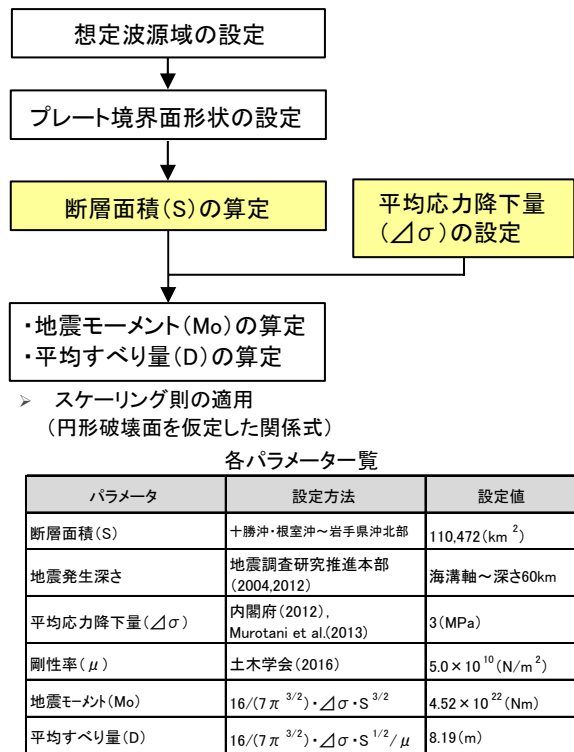 想定波源域の設定
プレート境界面形状の設定
断層面積(S)の算定
平均応力降下量
(⊿σ)の設定
・地震モーメント(Mo)の算定
・平均すべり量(D)の算定
➢ スケーリング則の適用
(円形破壊面を仮定した関係式)
各パラメータ一覧
パラメータ 設定方法 設定値
断層面積(S) 十勝沖・根室沖~岩手県沖北部 110,472(km ²)
地震発生深さ 地震調査研究推進本部 海溝軸~深さ60km
(2004,2012)
平均応力降下量(⊿σ) 内閣府(2012), 3(MPa)
Murotani et al.(2013)
剛性率(μ) 土木学会(2016) 5.0×10 ¹⁰(N/m ²)
地震モーメント(Mo) 16/(7π ³ᐟ²)・⊿σ・S ³ᐟ² 4.52×10 ²²(Nm)
平均すべり量(D) 16/(7π ³ᐟ²)・⊿σ・S ¹ᐟ²/μ 8.19(m)